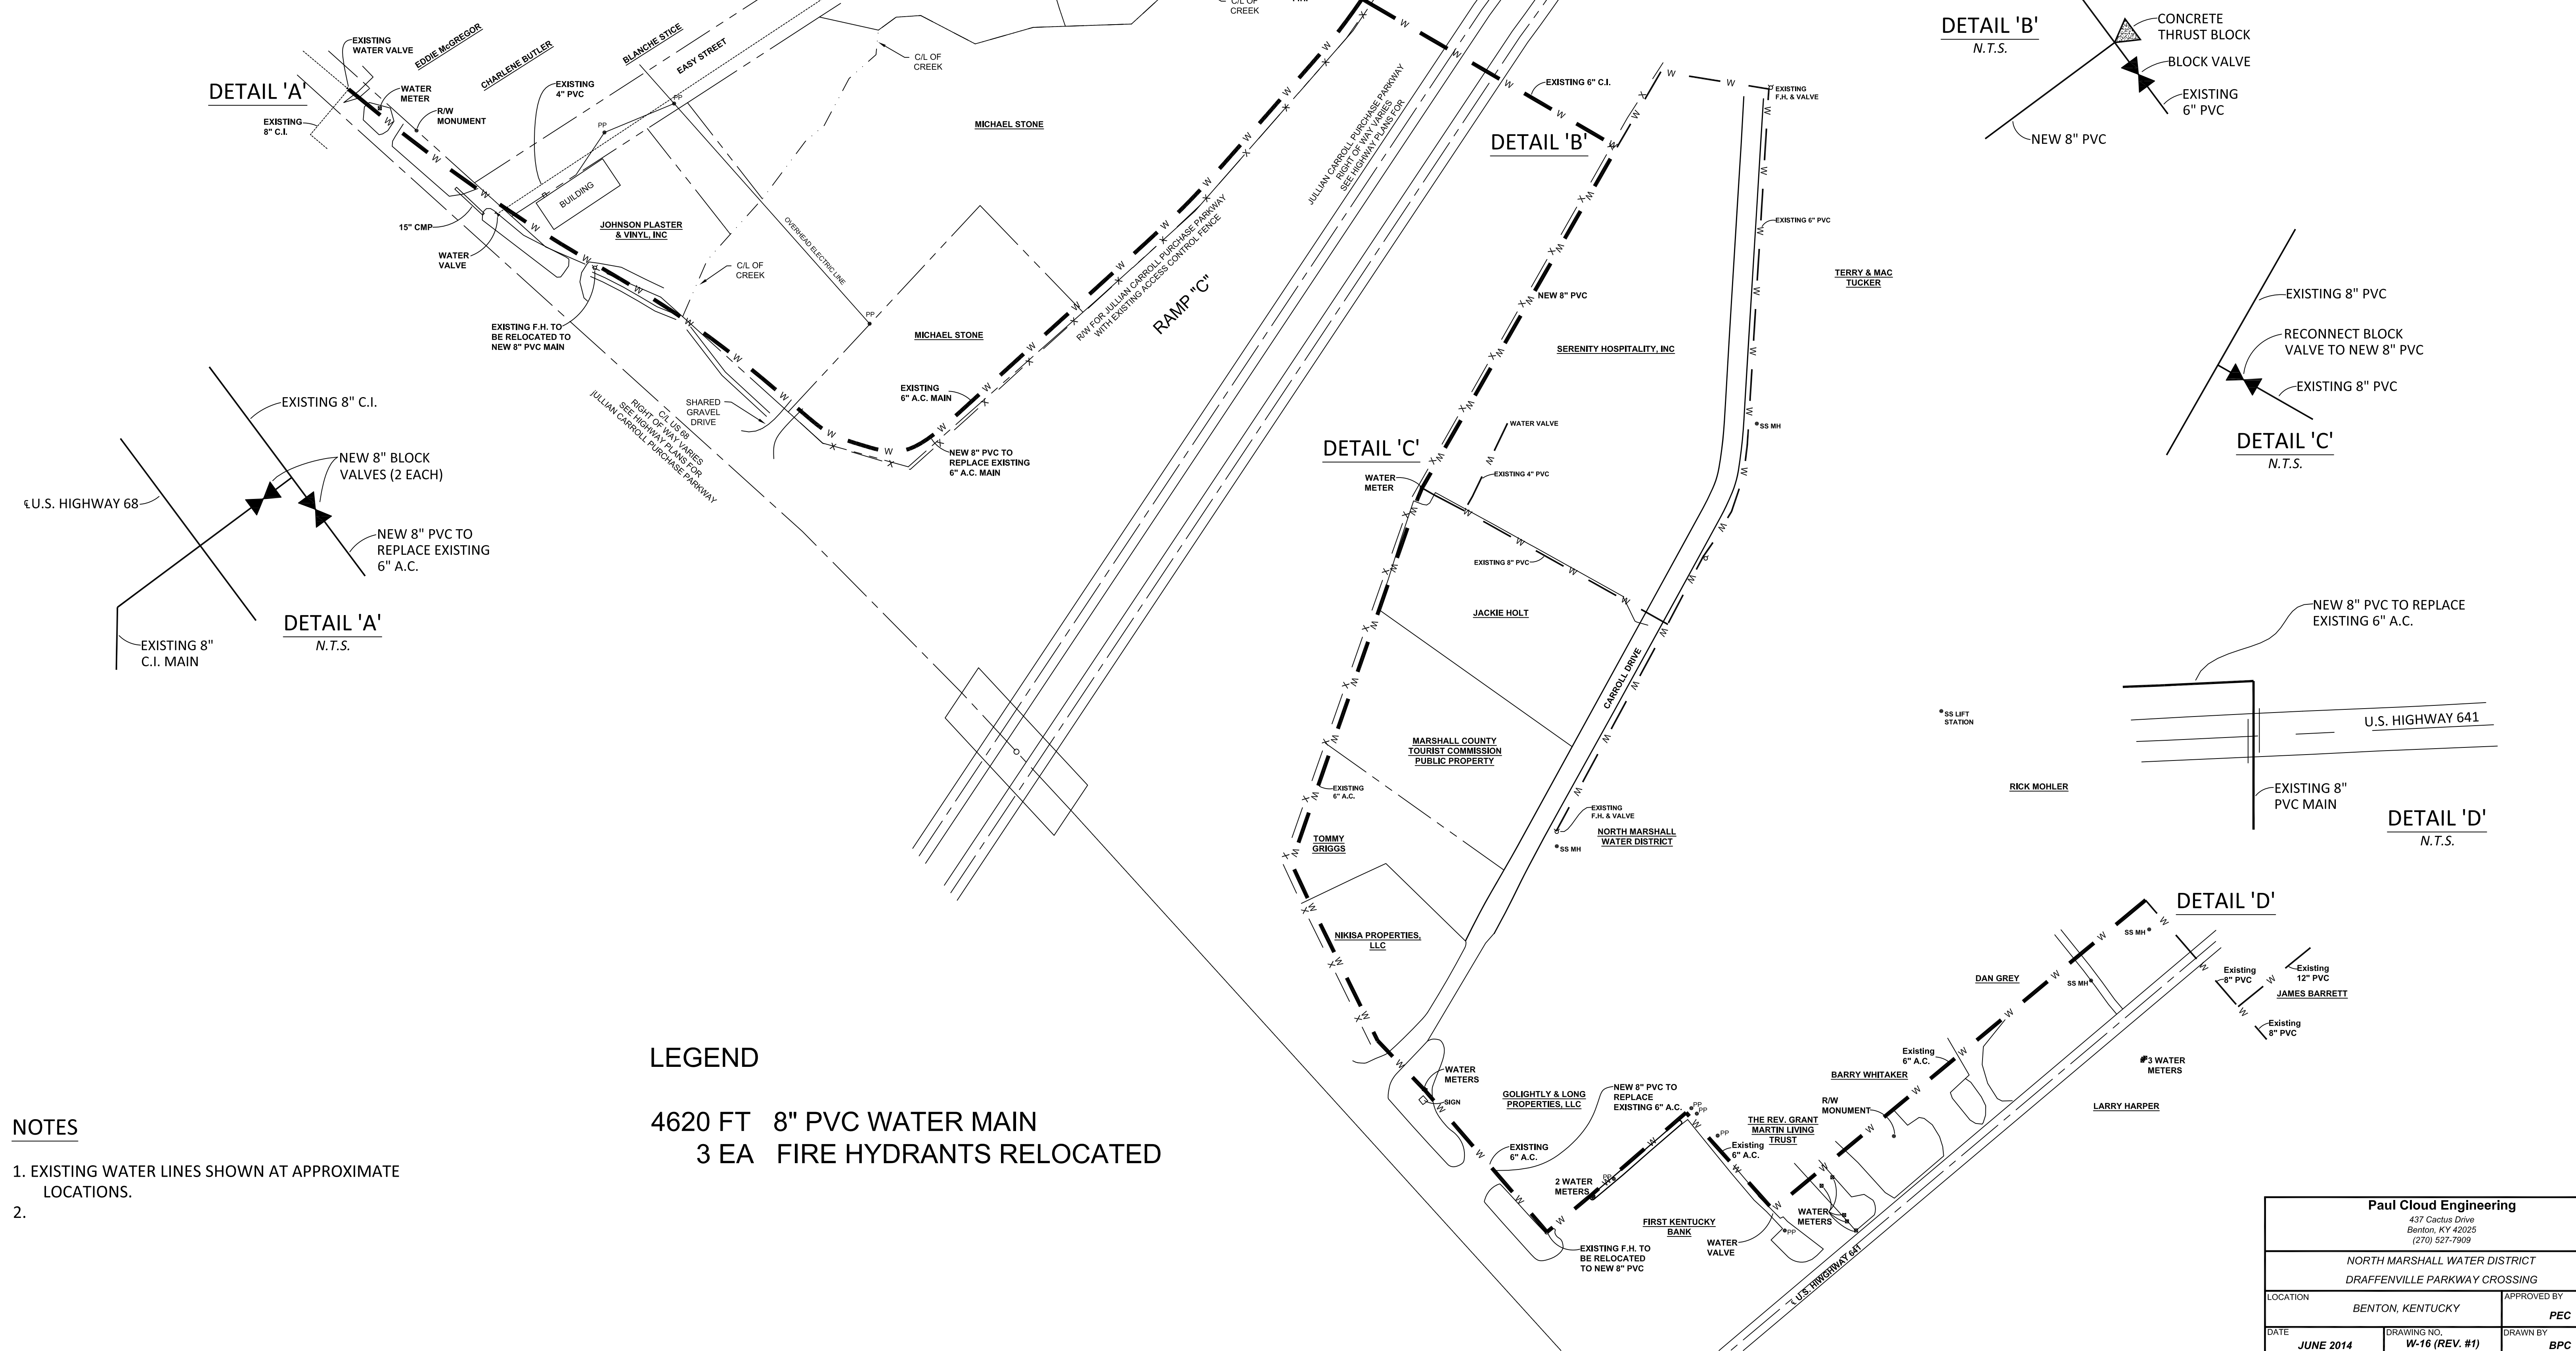 DETAIL 'A'
EXISTING
WATER VALVE
EDDIE McGREGOR
CHARLENE BUTLER
BLANCHE STICE
EASY STREET
EXISTING
8" C.I.
WATER
METER
R/W
MONUMENT
EXISTING
4" PVC
PP
PP
BUILDING
15" CMP
WATER
VALVE
JOHNSON PLASTER
& VINYL, INC
EXISTING F.H. TO
BE RELOCATED TO
NEW 8" PVC MAIN
C/L OF
CREEK
C/L OF
CREEK
C/L OF
CREEK
MICHAEL STONE
OVERHEAD ELECTRIC LINE
PP
MICHAEL STONE
EXISTING
6" A.C. MAIN
SHARED
GRAVEL
DRIVE
NEW 8" PVC TO
REPLACE EXISTING
6" A.C. MAIN
C/L US 68
RIGHT OF WAY VARIES
SEE HIGHWAY PLANS FOR
jULLIAN CARROLL PURCHASE PARKWAY
R/W FOR JULLIAN CARROLL PURCHASE PARKWAY
WITH EXISTING ACCESS CONTROL FENCE
RAMP "C"
JULLIAN CARROLL PURCHASE PARKWAY
RIGHT OF WAY VARIES
SEE HIGHWAY PLANS FOR
EXISTING 6" C.I.
DETAIL 'B'
EXISTING
F.H. & VALVE
EXISTING 6" PVC
TERRY & MAC
TUCKER
NEW 8" PVC
SERENITY HOSPITALITY, INC
SS MH
DETAIL 'C'
WATER VALVE
WATER
METER
EXISTING 4" PVC
EXISTING 8" PVC
JACKIE HOLT
CARROLL DRIVE
MARSHALL COUNTY
TOURIST COMMISSION
PUBLIC PROPERTY
EXISTING
6" A.C.
EXISTING
F.H. & VALVE
SS MH
NORTH MARSHALL
WATER DISTRICT
TOMMY
GRIGGS
NIKISA PROPERTIES,
LLC
SS LIFT
STATION
RICK MOHLER
DETAIL 'B'
N.T.S.
CONCRETE
THRUST BLOCK
BLOCK VALVE
EXISTING
6" PVC
NEW 8" PVC
EXISTING 8" PVC
RECONNECT BLOCK
VALVE TO NEW 8" PVC
EXISTING 8" PVC
DETAIL 'C'
N.T.S.
EXISTING 8" C.I.
NEW 8" BLOCK
VALVES (2 EACH)
℄U.S. HIGHWAY 68
NEW 8" PVC TO
REPLACE EXISTING
6" A.C.
EXISTING 8"
C.I. MAIN
DETAIL 'A'
N.T.S.
NEW 8" PVC TO REPLACE
EXISTING 6" A.C.
U.S. HIGHWAY 641
EXISTING 8"
PVC MAIN
DETAIL 'D'
N.T.S.
DETAIL 'D'
SS MH
SS MH
DAN GREY
Existing
8" PVC
Existing
12" PVC
JAMES BARRETT
Existing
8" PVC
3 WATER
METERS
LARRY HARPER
Existing
6" A.C.
BARRY WHITAKER
R/W
MONUMENT
THE REV. GRANT
MARTIN LIVING
TRUST
Existing
6" A.C.
PP
PP
PP
PP
PP
WATER
METERS
SIGN
GOLIGHTLY & LONG
PROPERTIES, LLC
NEW 8" PVC TO
REPLACE
EXISTING 6" A.C.
EXISTING
6" A.C.
2 WATER
METERS
FIRST KENTUCKY
BANK
WATER
METERS
WATER
VALVE
EXISTING F.H. TO
BE RELOCATED
TO NEW 8" PVC
U.S. HIWGHWAY 641
LEGEND
4620 FT 8" PVC WATER MAIN
3 EA FIRE HYDRANTS RELOCATED
NOTES
1. EXISTING WATER LINES SHOWN AT APPROXIMATE
LOCATIONS.
2.
Paul Cloud Engineering
437 Cactus Drive
Benton, KY 42025
(270) 527-7909
NORTH MARSHALL WATER DISTRICT
DRAFFENVILLE PARKWAY CROSSING
LOCATION
BENTON, KENTUCKY
APPROVED BY
PEC
DATE
JUNE 2014
DRAWING NO.
W-16 (REV. #1)
DRAWN BY
BPC